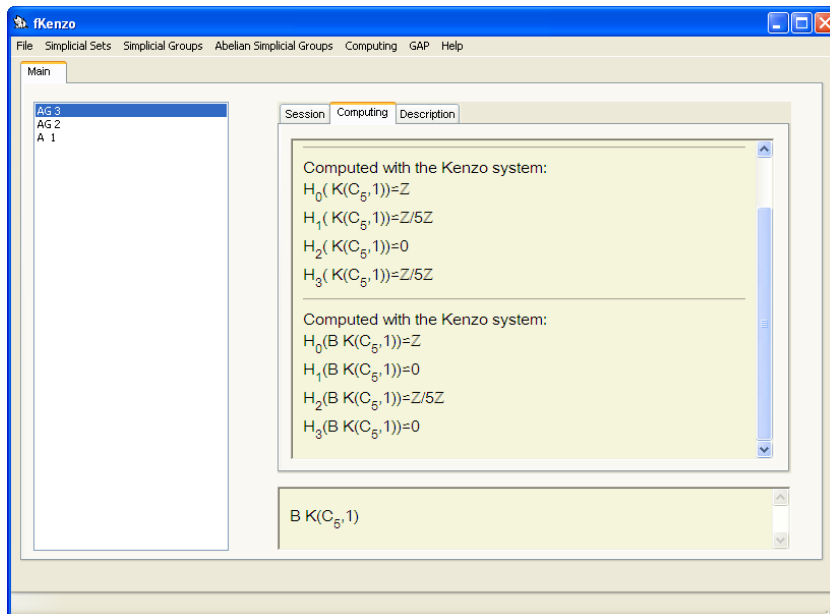 fKenzo
File Simplicial Sets Simplicial Groups Abelian Simplicial Groups Computing GAP Help
Main
AG 3
AG 2
A 1
Session Computing Description
Computed with the Kenzo system:
H₀( K(C₅,1))=Z
H₁( K(C₅,1))=Z/5Z
H₂( K(C₅,1))=0
H₃( K(C₅,1))=Z/5Z
Computed with the Kenzo system:
H₀(B K(C₅,1))=Z
H₁(B K(C₅,1))=0
H₂(B K(C₅,1))=Z/5Z
H₃(B K(C₅,1))=0
B K(C₅,1)